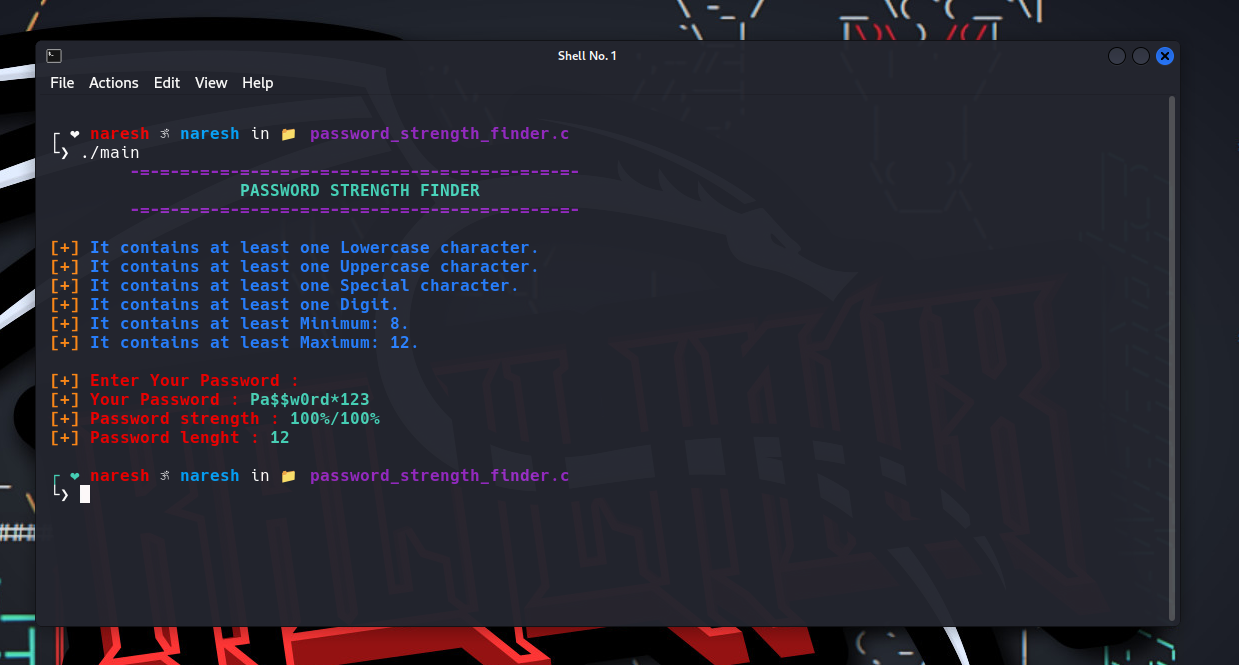 Shell No. 1
File Actions Edit View Help
┌ ❤ naresh ॐ naresh in 📁 password_strength_finder.c
└❯ ./main
-=-=-=-=-=-=-=-=-=-=-=-=-=-=-=-=-=-=-=-=-=-=-
PASSWORD STRENGTH FINDER
-=-=-=-=-=-=-=-=-=-=-=-=-=-=-=-=-=-=-=-=-=-=-
[+] It contains at least one Lowercase character.
[+] It contains at least one Uppercase character.
[+] It contains at least one Special character.
[+] It contains at least one Digit.
[+] It contains at least Minimum: 8.
[+] It contains at least Maximum: 12.
[+] Enter Your Password :
[+] Your Password : Pa$$w0rd*123
[+] Password strength : 100%/100%
[+] Password lenght : 12
┌ ❤ naresh ॐ naresh in 📁 password_strength_finder.c
└❯